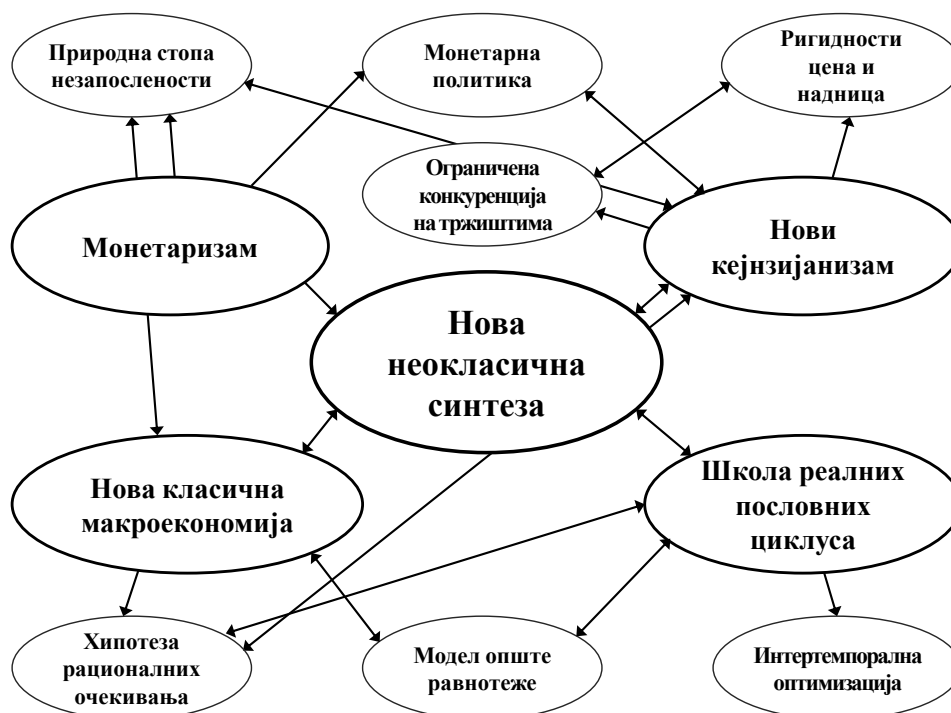 Природна стопа
незапослености
Монетарна
политика
Ригидности
цена и
надница
Ограничена
конкуренција
на тржиштима
Монетаризам
Нови
кејнзијанизам
Нова
неокласична
синтеза
Нова класична
макроекономија
Школа реалних
пословних
циклуса
Хипотеза
рационалних
очекивања
Модел опште
равнотеже
Интертемпорална
оптимизација